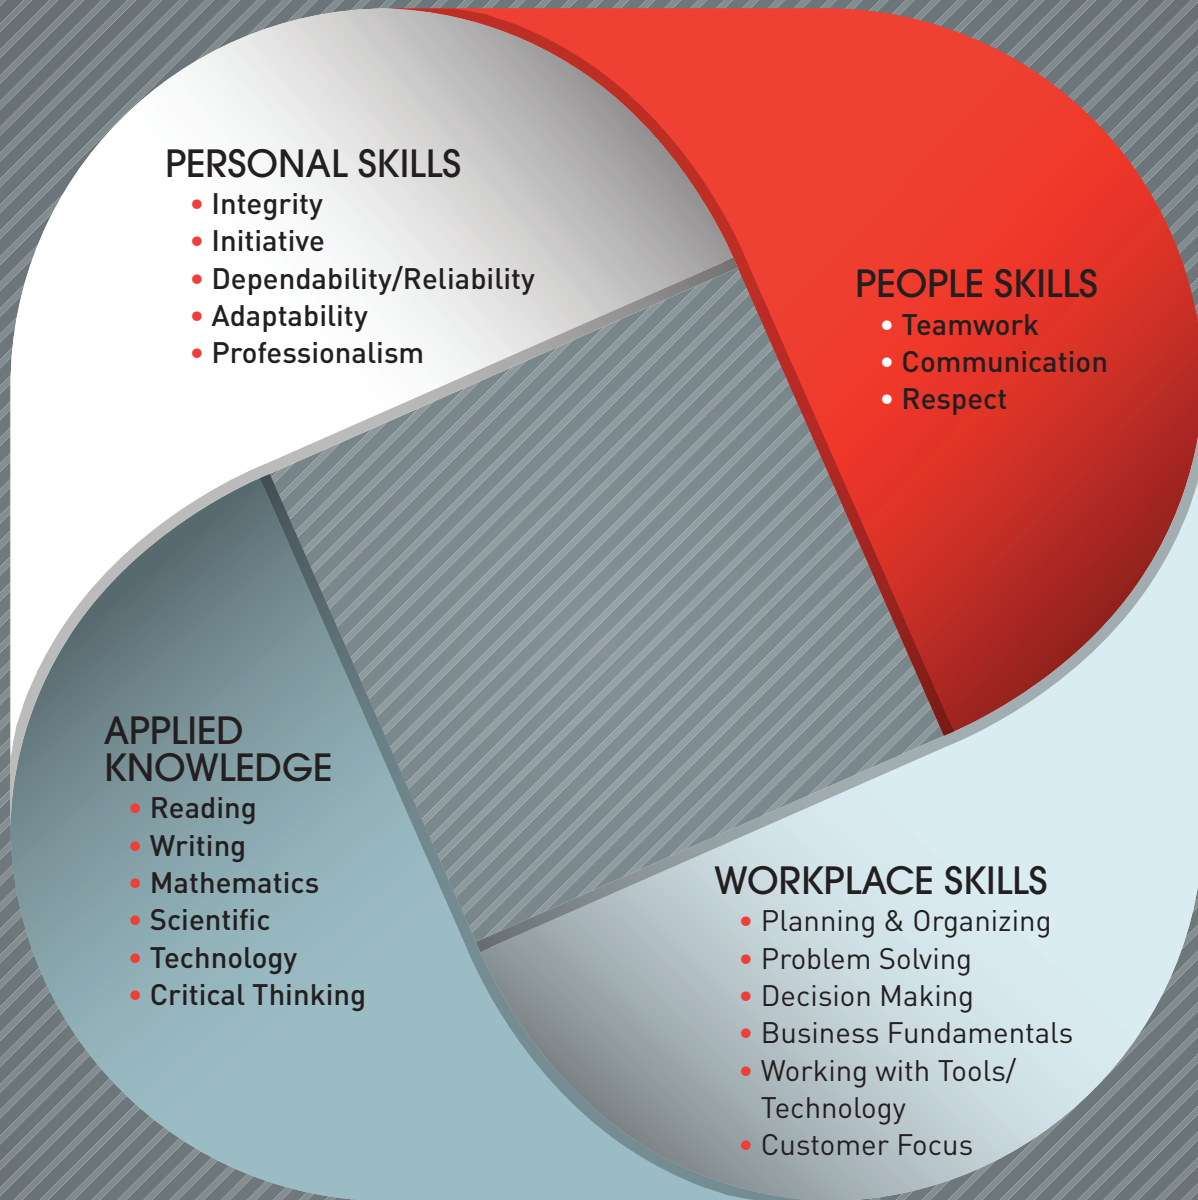 PERSONAL SKILLS
• Integrity
• Initiative
• Dependability/Reliability
• Adaptability
• Professionalism
PEOPLE SKILLS
• Teamwork
• Communication
• Respect
APPLIED
KNOWLEDGE
• Reading
• Writing
• Mathematics
• Scientific
• Technology
• Critical Thinking
WORKPLACE SKILLS
• Planning & Organizing
• Problem Solving
• Decision Making
• Business Fundamentals
• Working with Tools/
Technology
• Customer Focus